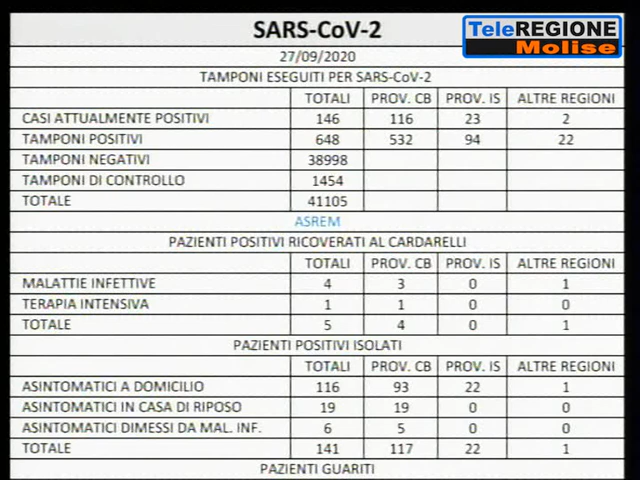 SARS-CoV-2
TeleREGIONE
Molise
27/09/2020
TAMPONI ESEGUITI PER SARS-CoV-2
TOTALI PROV. CB PROV. IS ALTRE REGIONI
CASI ATTUALMENTE POSITIVI 146 116 23 2
TAMPONI POSITIVI 648 532 94 22
TAMPONI NEGATIVI 38998
TAMPONI DI CONTROLLO 1454
TOTALE 41105
ASREM
PAZIENTI POSITIVI RICOVERATI AL CARDARELLI
TOTALI PROV. CB PROV. IS ALTRE REGIONI
MALATTIE INFETTIVE 4 3 0 1
TERAPIA INTENSIVA 1 1 0 0
TOTALE 5 4 0 1
PAZIENTI POSITIVI ISOLATI
TOTALI PROV. CB PROV. IS ALTRE REGIONI
ASINTOMATICI A DOMICILIO 116 93 22 1
ASINTOMATICI IN CASA DI RIPOSO 19 19 0 0
ASINTOMATICI DIMESSI DA MAL. INF. 6 5 0 0
TOTALE 141 117 22 1
PAZIENTI GUARITI